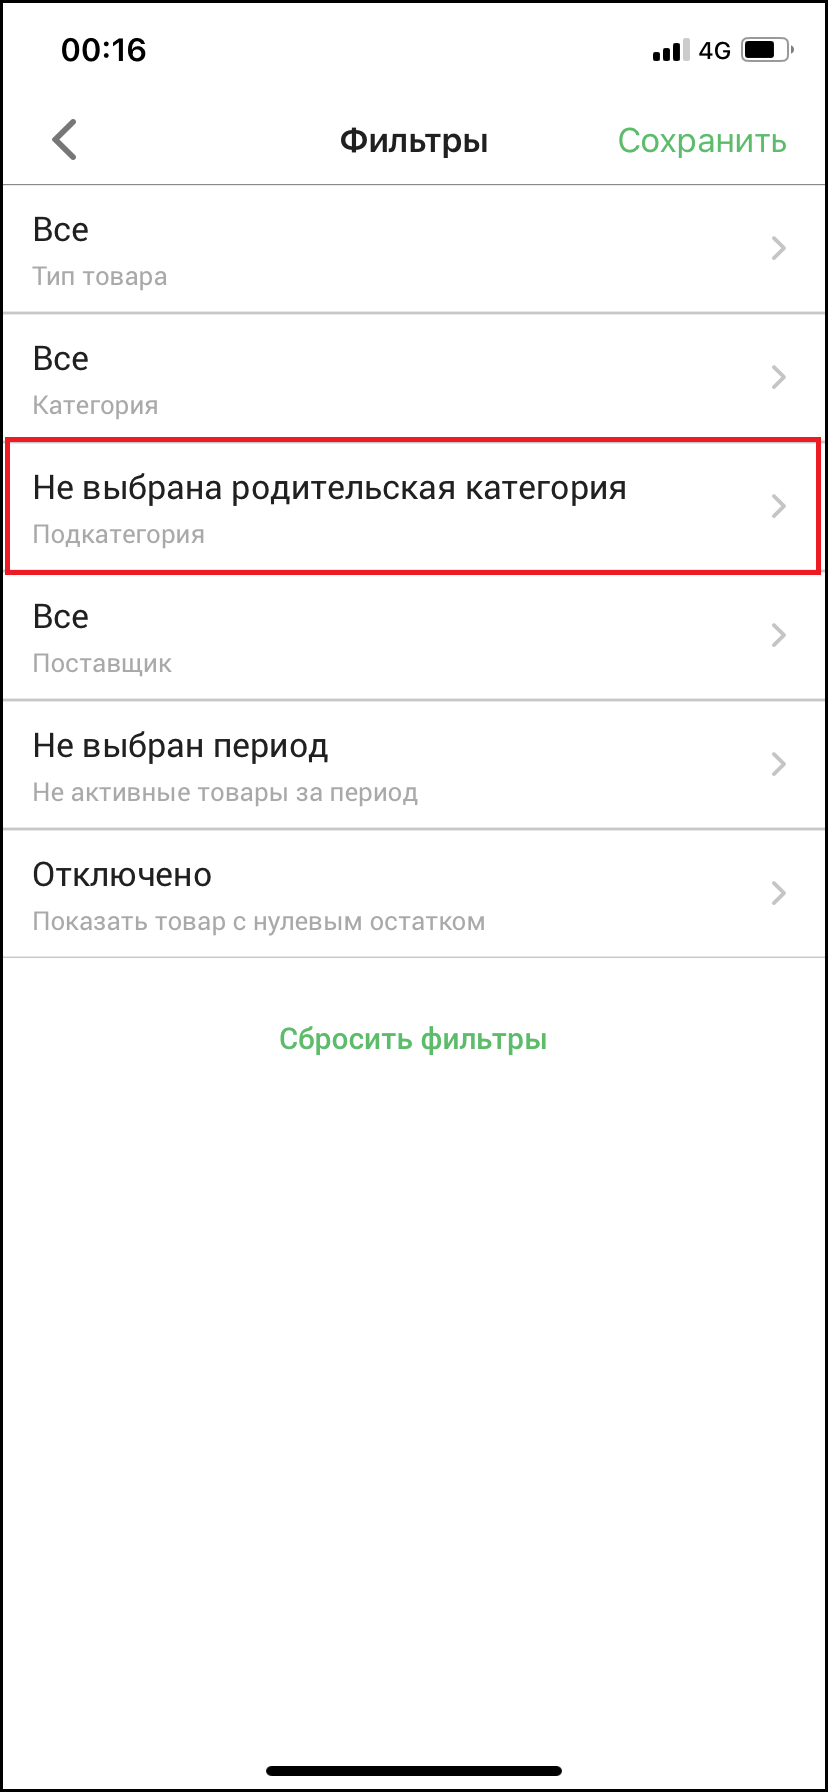 00:16
4G
Фильтры
Сохранить
Все
Тип товара
Все
Категория
Не выбрана родительская категория
Подкатегория
Все
Поставщик
Не выбран период
Не активные товары за период
Отключено
Показать товар с нулевым остатком
Сбросить фильтры